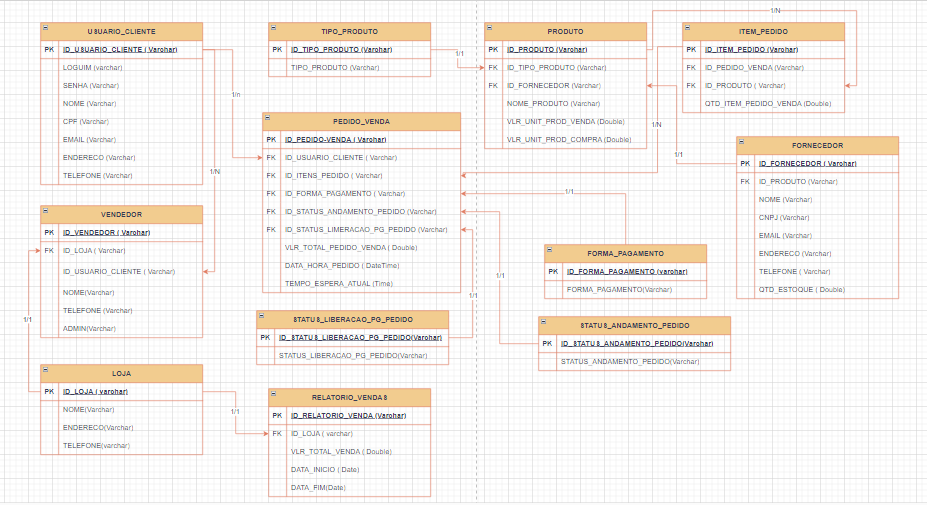 USUARIO_CLIENTE
PK ID_USUARIO_CLIENTE ( Varchar)
LOGUIM (varchar)
SENHA (Varchar)
NOME (Varchar)
CPF (Varchar)
EMAIL (Varchar)
ENDERECO (Varchar)
TELEFONE (Varchar)
TIPO_PRODUTO
PK ID_TIPO_PRODUTO (Varchar)
TIPO_PRODUTO (Varchar)
1/1
PRODUTO
PK ID_PRODUTO (Varchar)
FK ID_TIPO_PRODUTO (Varchar)
FK ID_FORNECEDOR (Varchar)
NOME_PRODUTO (Varchar)
VLR_UNIT_PROD_VENDA (Double)
VLR_UNIT_PROD_COMPRA (Double)
1/N
ITEM_PEDIDO
PK ID_ITEM_PEDIDO (Varchar)
FK ID_PEDIDO_VENDA (Varchar)
FK ID_PRODUTO ( Varchar)
QTD_ITEM_PEDIDO_VENDA (Double)
1/n
1/N
PEDIDO_VENDA
PK ID_PEDIDO-VENDA ( Varchar)
FK ID_USUARIO_CLIENTE ( Varchar)
FK ID_ITENS_PEDIDO ( Varchar)
FK ID_FORMA_PAGAMENTO ( Varchar)
FK ID_STATUS_ANDAMENTO_PEDIDO (Varchar)
FK ID_STATUS_LIMERACAO_PG_PEDIDO (Varchar)
VLR_TOTAL_PEDIDO_VENDA ( Double)
DATA_HORA_PEDIDO ( DateTime)
TEMPO_ESPERA_ATUAL (Time)
1/N
1/1
FORNECEDOR
PK ID_FORNECEDOR ( Varchar)
FK ID_PRODUTO (Varchar)
NOME (Varchar)
CNPJ (Varchar)
EMAIL (Varchar)
ENDERECO (Varchar)
TELEFONE ( Varchar)
QTD_ESTOQUE ( Double)
VENDEDOR
PK ID_VENDEDOR ( Varchar)
FK ID_LOJA ( Varchar)
ID_USUARIO_CLIENTE ( Varchar)
NOME(Varchar)
TELEFONE (Varchar)
ADMIN(Varchar)
1/1
1/1
FORMA_PAGAMENTO
PK ID_FORMA_PAGAMENTO (varchar)
FORMA_PAGAMENTO(Varchar)
1/1
1/1
STATUS_LIBERACAO_PG_PEDIDO
PK ID_STATUS_LIBERACAO_PG_PEDIDO(Varchar)
STATUS_LIBERACAO_PG_PEDIDO(Varchar)
STATUS_ANDAMENTO_PEDIDO
PK ID_STATUS_ANDAMENTO_PEDIDO(Varchar)
STATUS_ANDAMENTO_PEDIDO(Varchar)
LOJA
PK ID_LOJA ( varchar)
NOME(Varchar)
ENDERECO(Varchar)
TELEFONE(varchar)
1/1
RELATORIO_VENDAS
PK ID_RELATORIO_VENDA (Varchar)
FK ID_LOJA ( varchar)
VLR_TOTAL_VENDA ( Double)
DATA_INICIO ( Date)
DATA_FIM(Date)